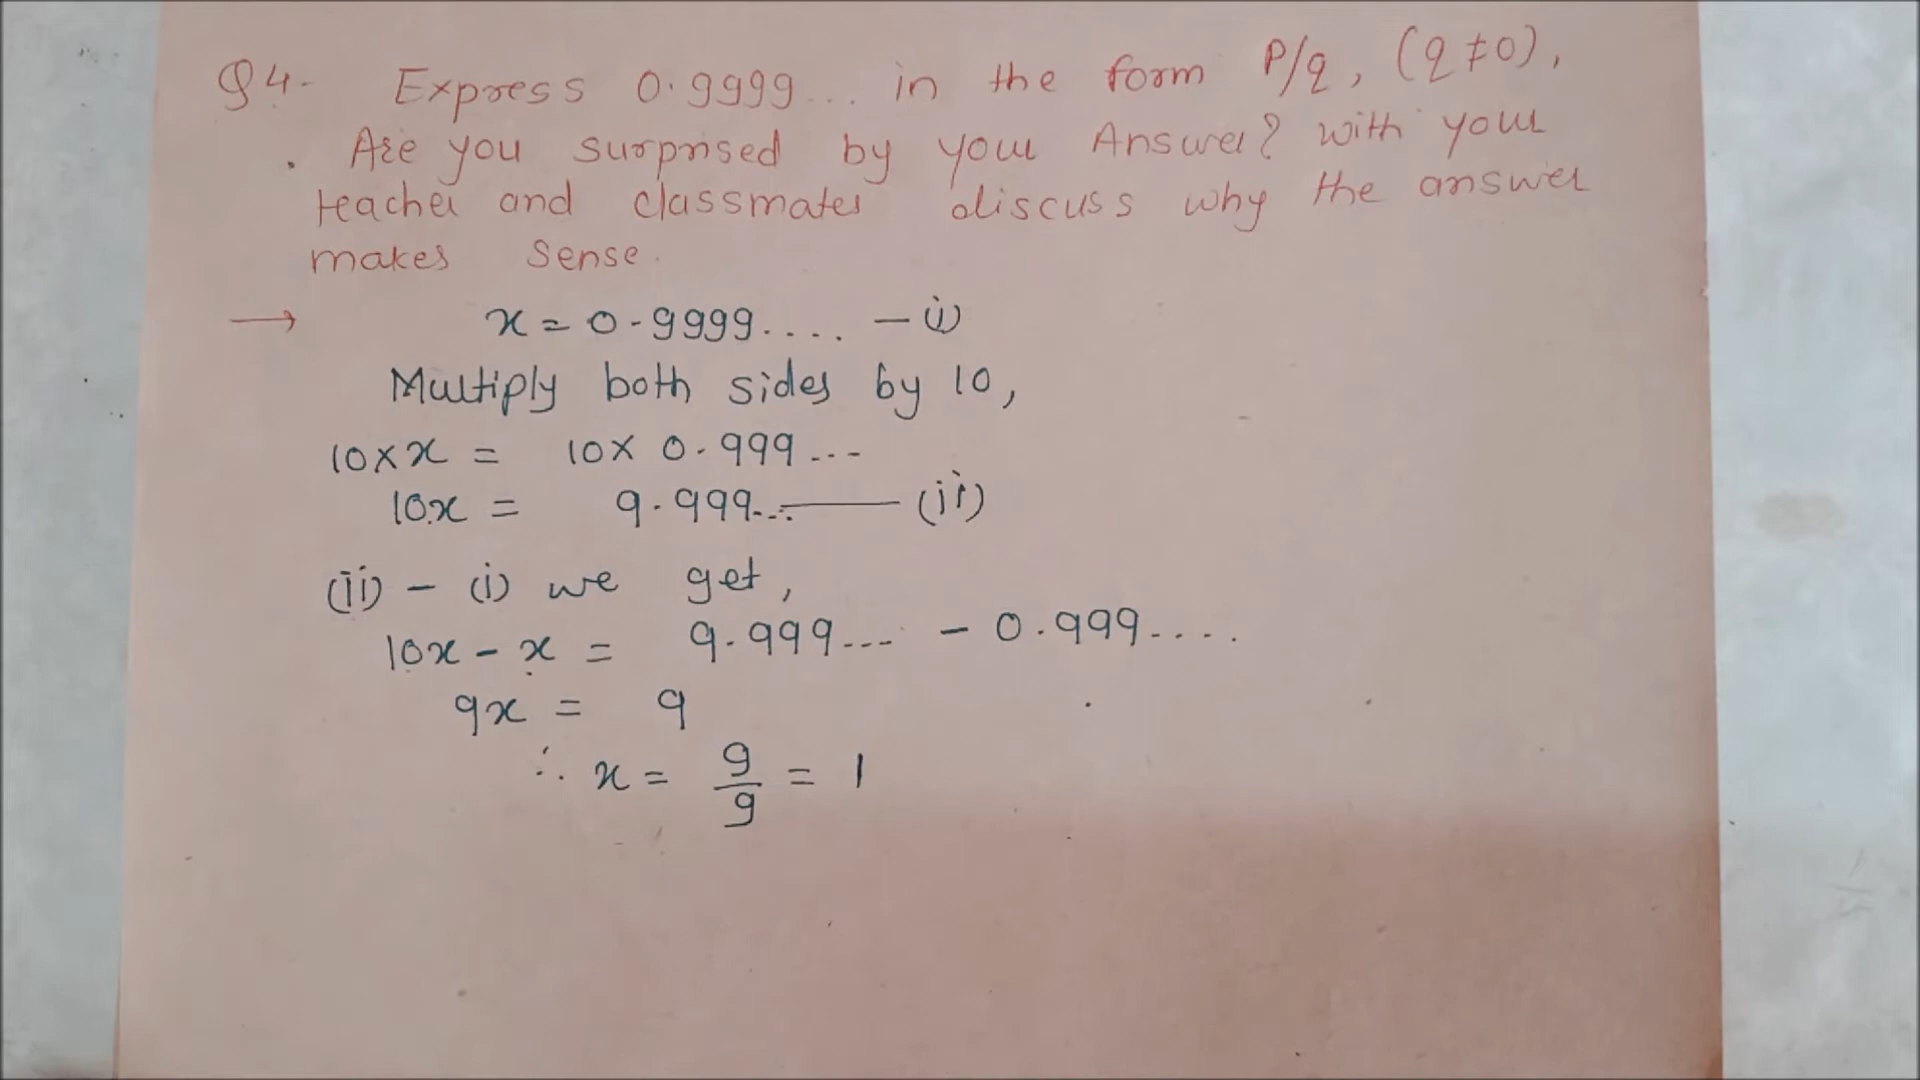 Q4- Express 0.9999... in the form P/q, (q ≠ 0),
Are you surprised by your Answer? with your
teacher and classmates discuss why the answer
makes sense.
→ x = 0.9999.... — (i)
Multiply both sides by 10,
10 × x = 10 × 0.999...
10x = 9.999... — (ii)
(ii) - (i) we get,
10x - x = 9.999... - 0.999....
9x = 9
∴ x = 9/9 = 1